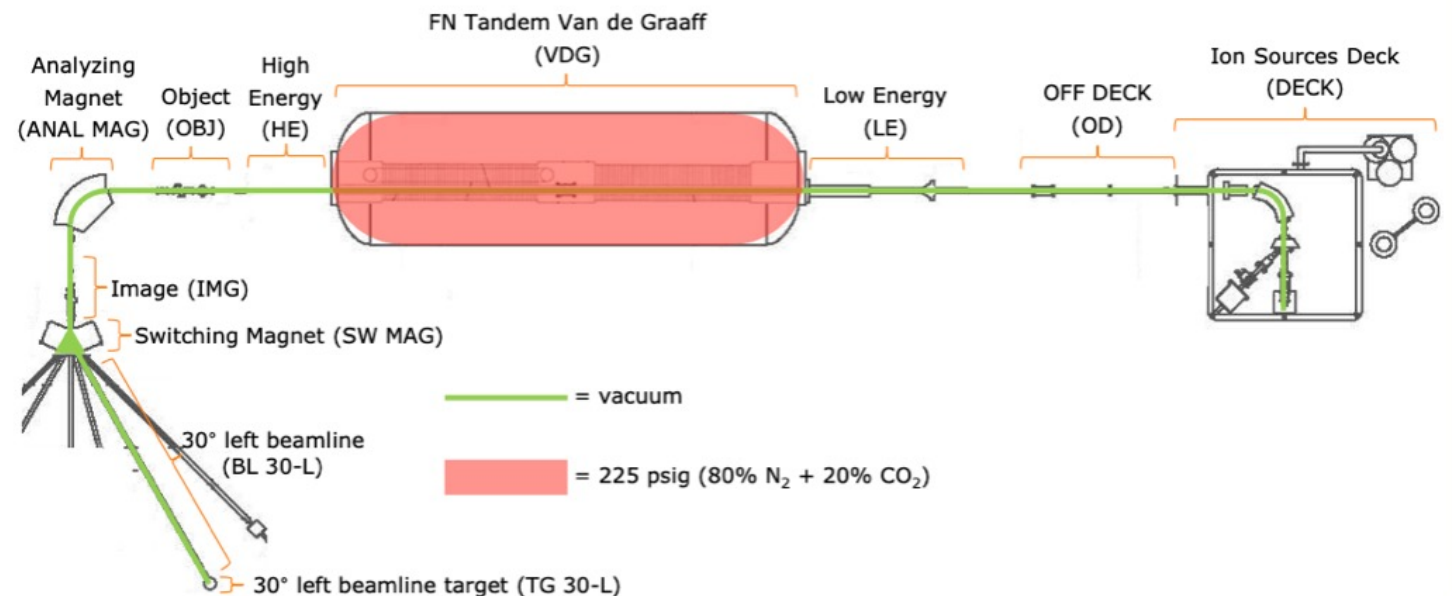 FN Tandem Van de Graaff
(VDG)
Analyzing
Magnet
(ANAL MAG)
Object
(OBJ)
High
Energy
(HE)
Low Energy
(LE)
OFF DECK
(OD)
Ion Sources Deck
(DECK)
Image (IMG)
Switching Magnet (SW MAG)
30° left beamline
(BL 30-L)
30° left beamline target (TG 30-L)
= vacuum
= 225 psig (80% N₂ + 20% CO₂)